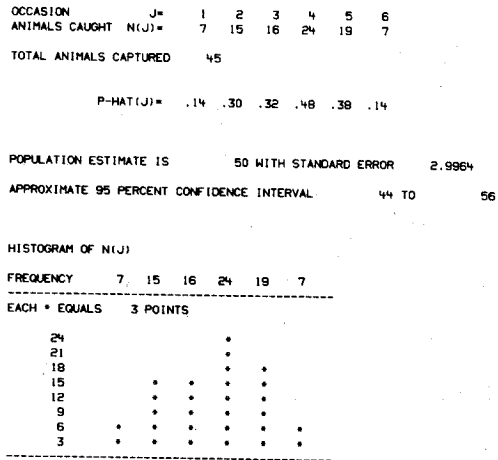 OCCASION J= 1 2 3 4 5 6
ANIMALS CAUGHT N(J)= 7 15 16 24 19 7
TOTAL ANIMALS CAPTURED 45
P-HAT(J)= .14 .30 .32 .48 .38 .14
POPULATION ESTIMATE IS 50 WITH STANDARD ERROR 2.9964
APPROXIMATE 95 PERCENT CONFIDENCE INTERVAL 44 TO 56
HISTOGRAM OF N(J)
FREQUENCY 7 15 16 24 19 7
EACH * EQUALS 3 POINTS
24 *
21 *
18 * *
15 * * * *
12 * * * *
9 * * * *
6 * * * * * *
3 * * * * * *